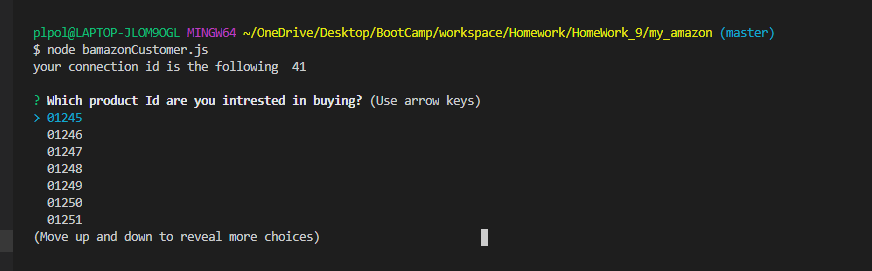 plpol@LAPTOP-JLOM9OGL MINGW64 ~/OneDrive/Desktop/BootCamp/workspace/Homework/HomeWork_9/my_amazon (master)
$ node bamazonCustomer.js
your connection id is the following  41
? Which product Id are you intrested in buying? (Use arrow keys)
> 01245
01246
01247
01248
01249
01250
01251
(Move up and down to reveal more choices)